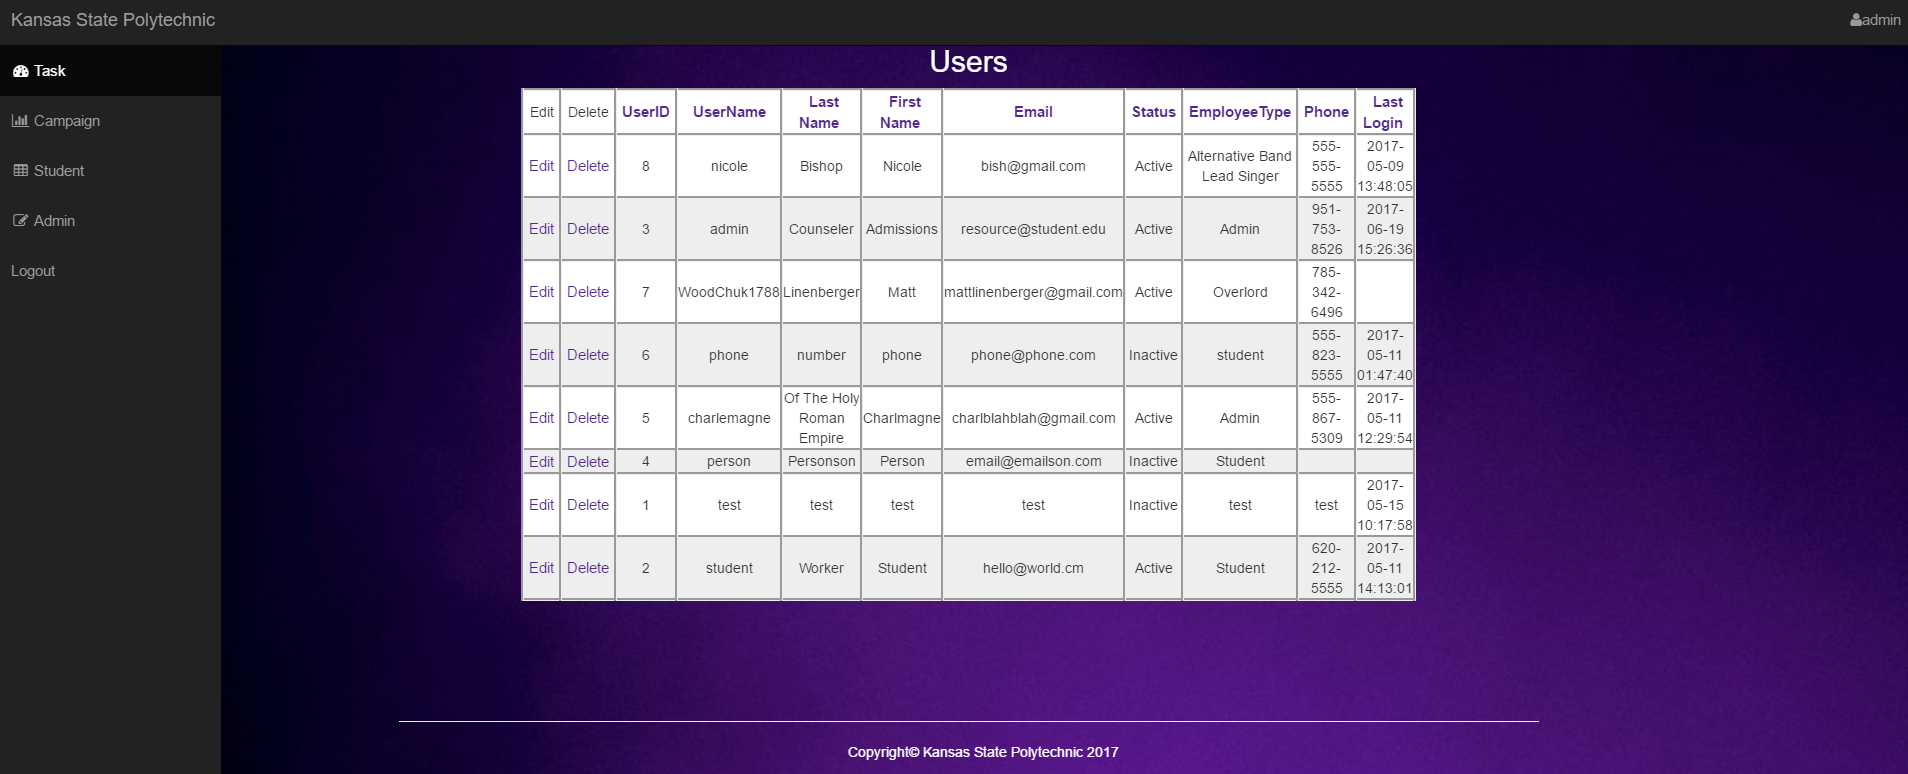 Kansas State Polytechnic
admin
Task
Campaign
Student
Admin
Logout
Users
Edit Delete UserID UserName Last Name First Name Email Status EmployeeType Phone Last Login
Edit Delete 8 nicole Bishop Nicole bish@gmail.com Active Alternative Band Lead Singer 555-555-5555 2017-05-09 13:48:05
Edit Delete 3 admin Counseler Admissions resource@student.edu Active Admin 951-753-8526 2017-06-19 15:26:36
Edit Delete 7 WoodChuk1788 Linenberger Matt mattlinenberger@gmail.com Active Overlord 785-342-6496
Edit Delete 6 phone number phone phone@phone.com Inactive student 555-823-5555 2017-05-11 01:47:40
Edit Delete 5 charlemagne Of The Holy Roman Empire Charlmagne charlblahblah@gmail.com Active Admin 555-867-5309 2017-05-11 12:29:54
Edit Delete 4 person Personson Person email@emailson.com Inactive Student
Edit Delete 1 test test test test Inactive test test 2017-05-15 10:17:58
Edit Delete 2 student Worker Student hello@world.cm Active Student 620-212-5555 2017-05-11 14:13:01
Copyright© Kansas State Polytechnic 2017